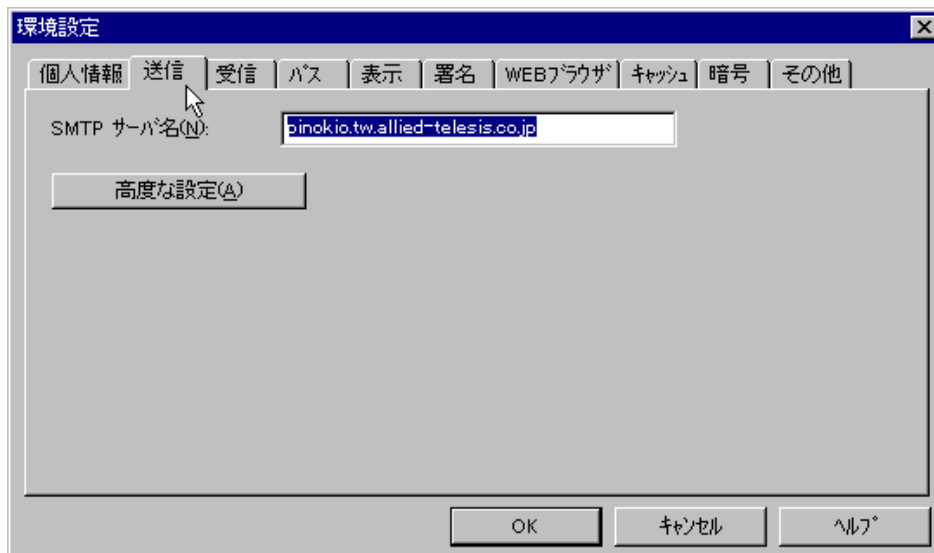 環境設定
個人情報 送信 受信 パス 表示 署名 WEBブラウザ キャッシュ 暗号 その他
SMTP サーバ名(N): pinokio.tw.allied-telesis.co.jp
高度な設定(A)
OK キャンセル ヘルプ